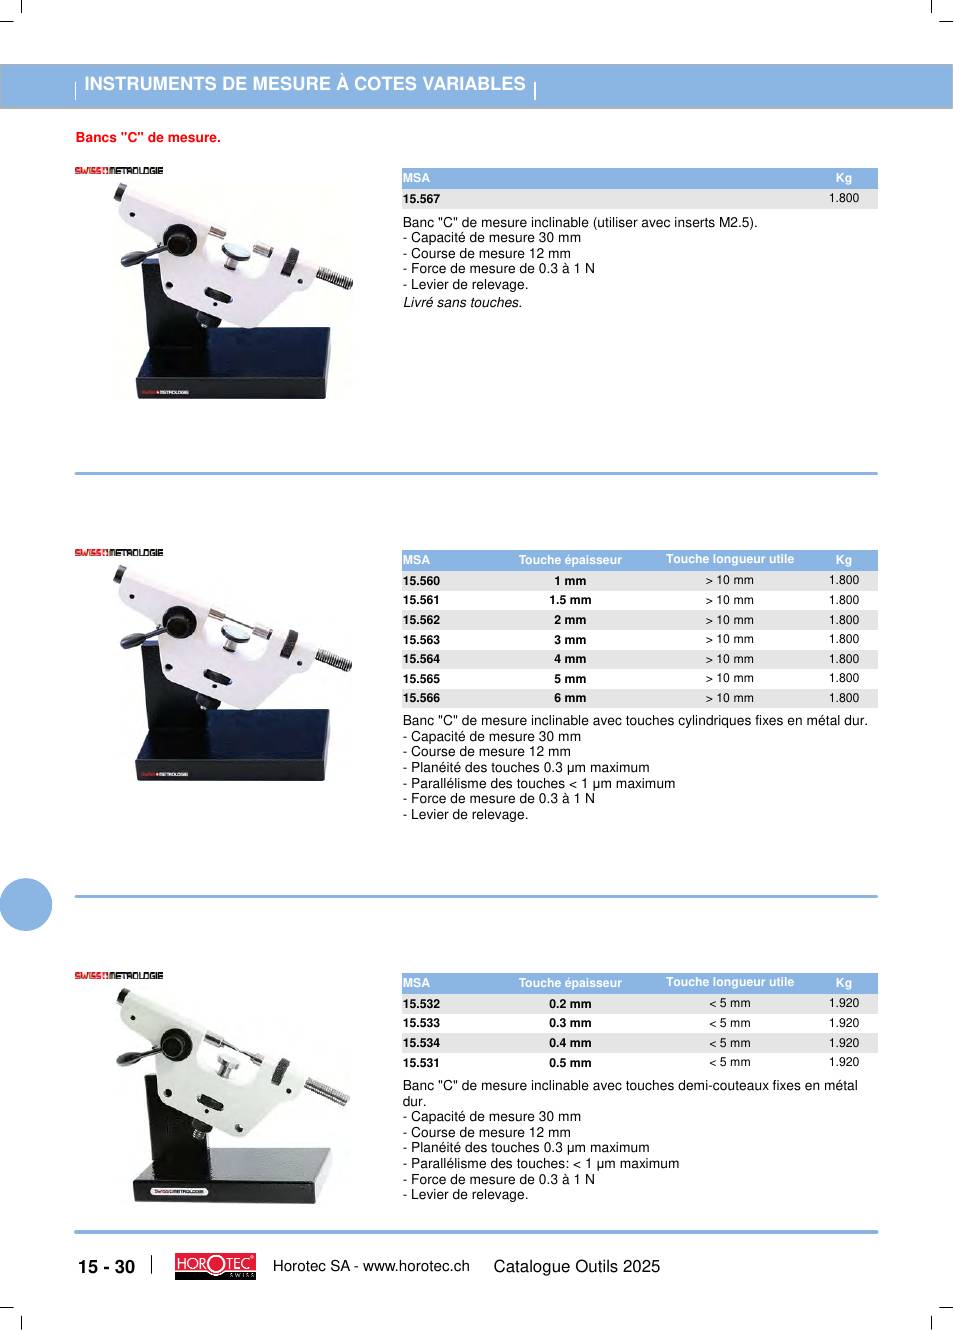 INSTRUMENTS DE MESURE À COTES VARIABLES
Bancs "C" de mesure.
SWISS METROLOGIE
MSA Kg
15.567 1.800
Banc "C" de mesure inclinable (utiliser avec inserts M2.5).
- Capacité de mesure 30 mm
- Course de mesure 12 mm
- Force de mesure de 0.3 à 1 N
- Levier de relevage.
Livré sans touches.
SWISS METROLOGIE
SWISS METROLOGIE
MSA Touche épaisseur Touche longueur utile Kg
15.560 1 mm > 10 mm 1.800
15.561 1.5 mm > 10 mm 1.800
15.562 2 mm > 10 mm 1.800
15.563 3 mm > 10 mm 1.800
15.564 4 mm > 10 mm 1.800
15.565 5 mm > 10 mm 1.800
15.566 6 mm > 10 mm 1.800
Banc "C" de mesure inclinable avec touches cylindriques fixes en métal dur.
- Capacité de mesure 30 mm
- Course de mesure 12 mm
- Planéité des touches 0.3 µm maximum
- Parallélisme des touches < 1 µm maximum
- Force de mesure de 0.3 à 1 N
- Levier de relevage.
SWISS METROLOGIE
SWISS METROLOGIE
MSA Touche épaisseur Touche longueur utile Kg
15.532 0.2 mm < 5 mm 1.920
15.533 0.3 mm < 5 mm 1.920
15.534 0.4 mm < 5 mm 1.920
15.531 0.5 mm < 5 mm 1.920
Banc "C" de mesure inclinable avec touches demi-couteaux fixes en métal
dur.
- Capacité de mesure 30 mm
- Course de mesure 12 mm
- Planéité des touches 0.3 µm maximum
- Parallélisme des touches: < 1 µm maximum
- Force de mesure de 0.3 à 1 N
- Levier de relevage.
SWISS METROLOGIE
15 - 30 HOROTEC® SWISS Horotec SA - www.horotec.ch Catalogue Outils 2025